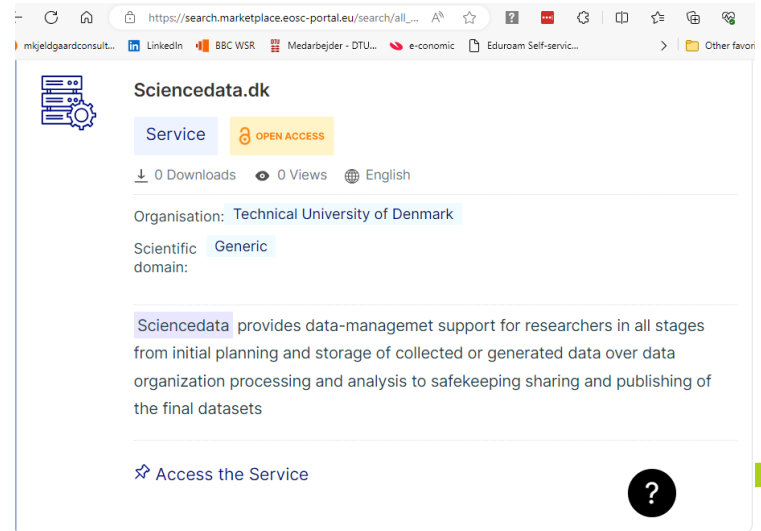 https://search.marketplace.eosc-portal.eu/search/all_...
mkjeldgaardconsult... LinkedIn BBC WSR Medarbejder - DTU... e-conomic Eduroam Self-servic... Other favori
Sciencedata.dk
Service OPEN ACCESS
0 Downloads 0 Views English
Organisation: Technical University of Denmark
Scientific Generic
domain:
Sciencedata provides data-managemet support for researchers in all stages
from initial planning and storage of collected or generated data over data
organization processing and analysis to safekeeping sharing and publishing of
the final datasets
Access the Service
?